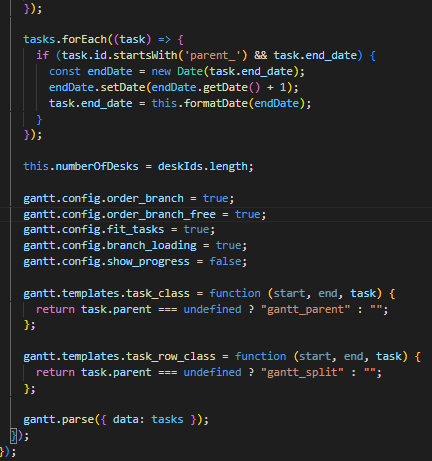 });
tasks.forEach((task) => {
if (task.id.startsWith('parent_') && task.end_date) {
const endDate = new Date(task.end_date);
endDate.setDate(endDate.getDate() + 1);
task.end_date = this.formatDate(endDate);
}
});
this.numberOfDesks = deskIds.length;
gantt.config.order_branch = true;
gantt.config.order_branch_free = true;
gantt.config.fit_tasks = true;
gantt.config.branch_loading = true;
gantt.config.show_progress = false;
gantt.templates.task_class = function (start, end, task) {
return task.parent === undefined ? "gantt_parent" : "";
};
gantt.templates.task_row_class = function (start, end, task) {
return task.parent === undefined ? "gantt_split" : "";
};
gantt.parse({ data: tasks });
});
});